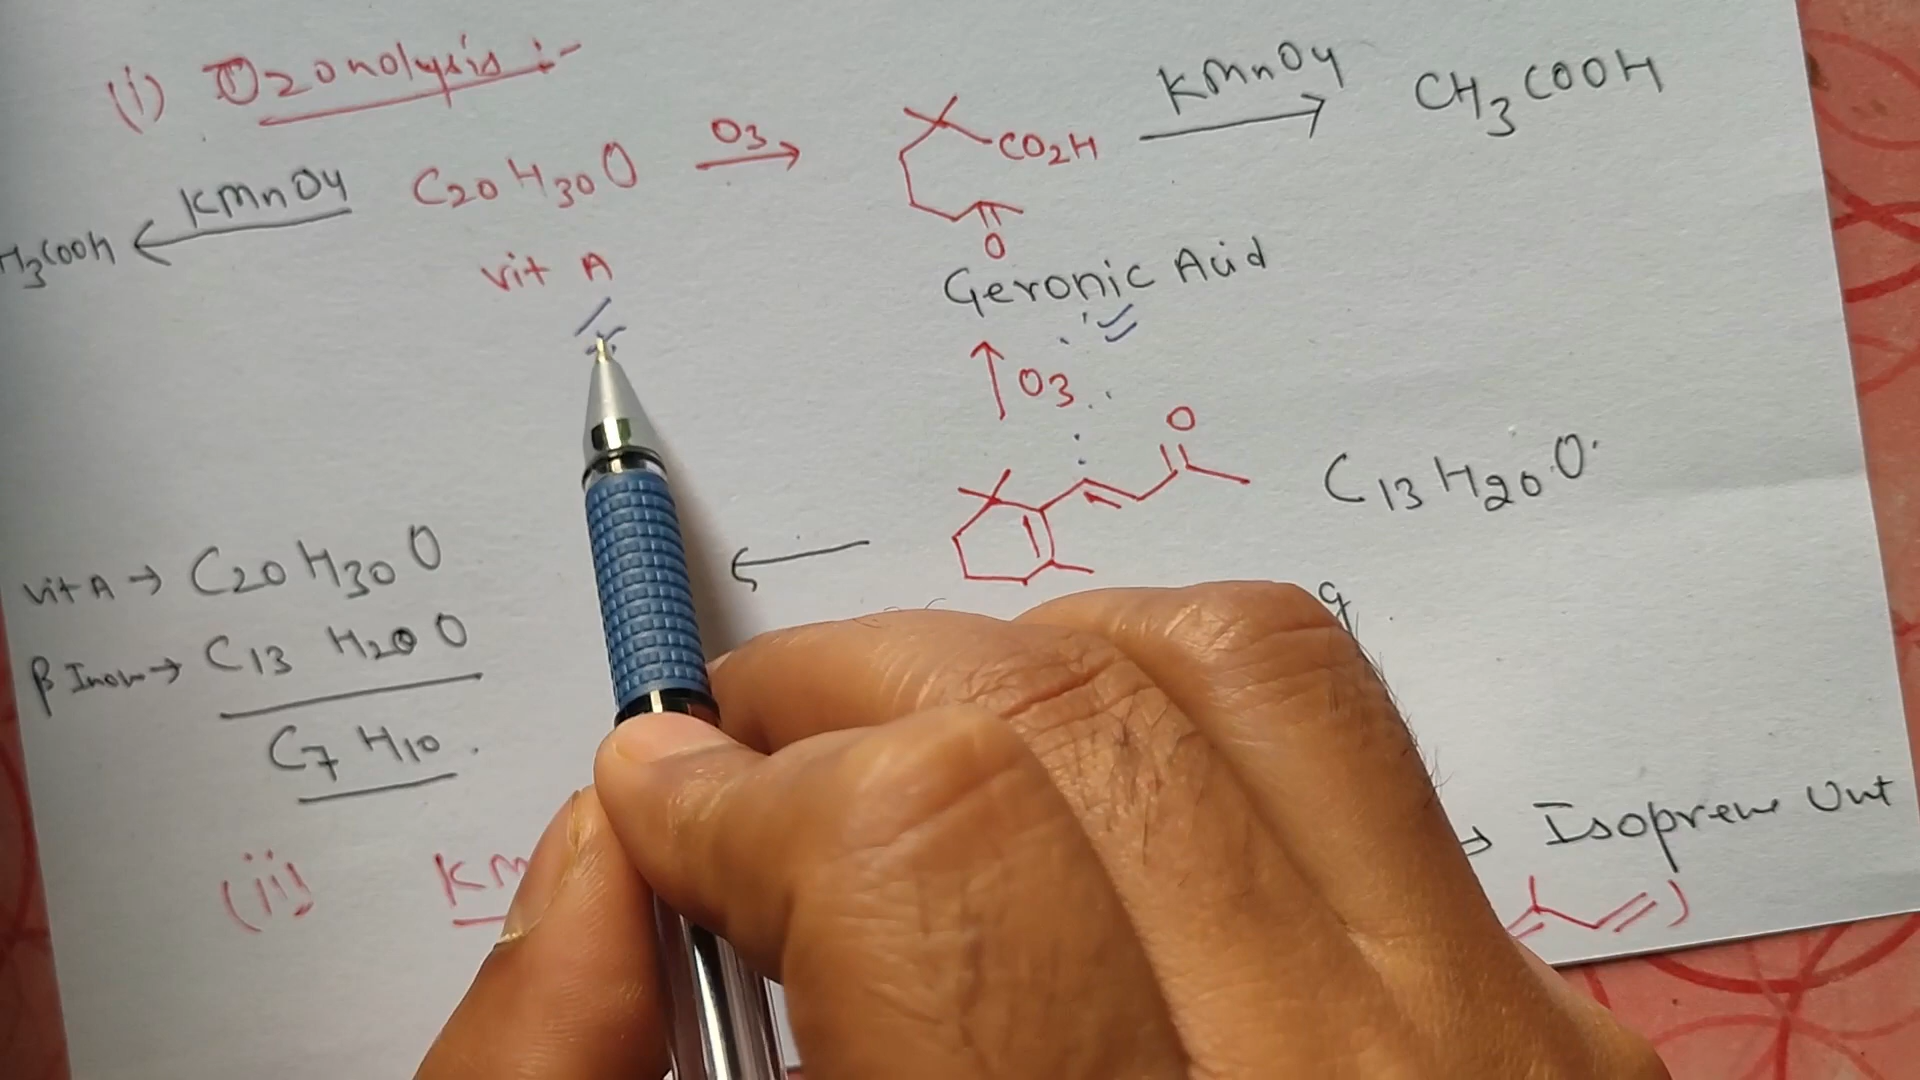 (i) Ozonolysis :-
KMnO4 CH3COOH
H3COOH KMnO4 C20H30O O3 CO2H
O
vit A
Geronic Acid
O3
O
C13H20O
vit A → C20H30O
C13H20O
C7H10.
(ii) KM
Isoprene Unit